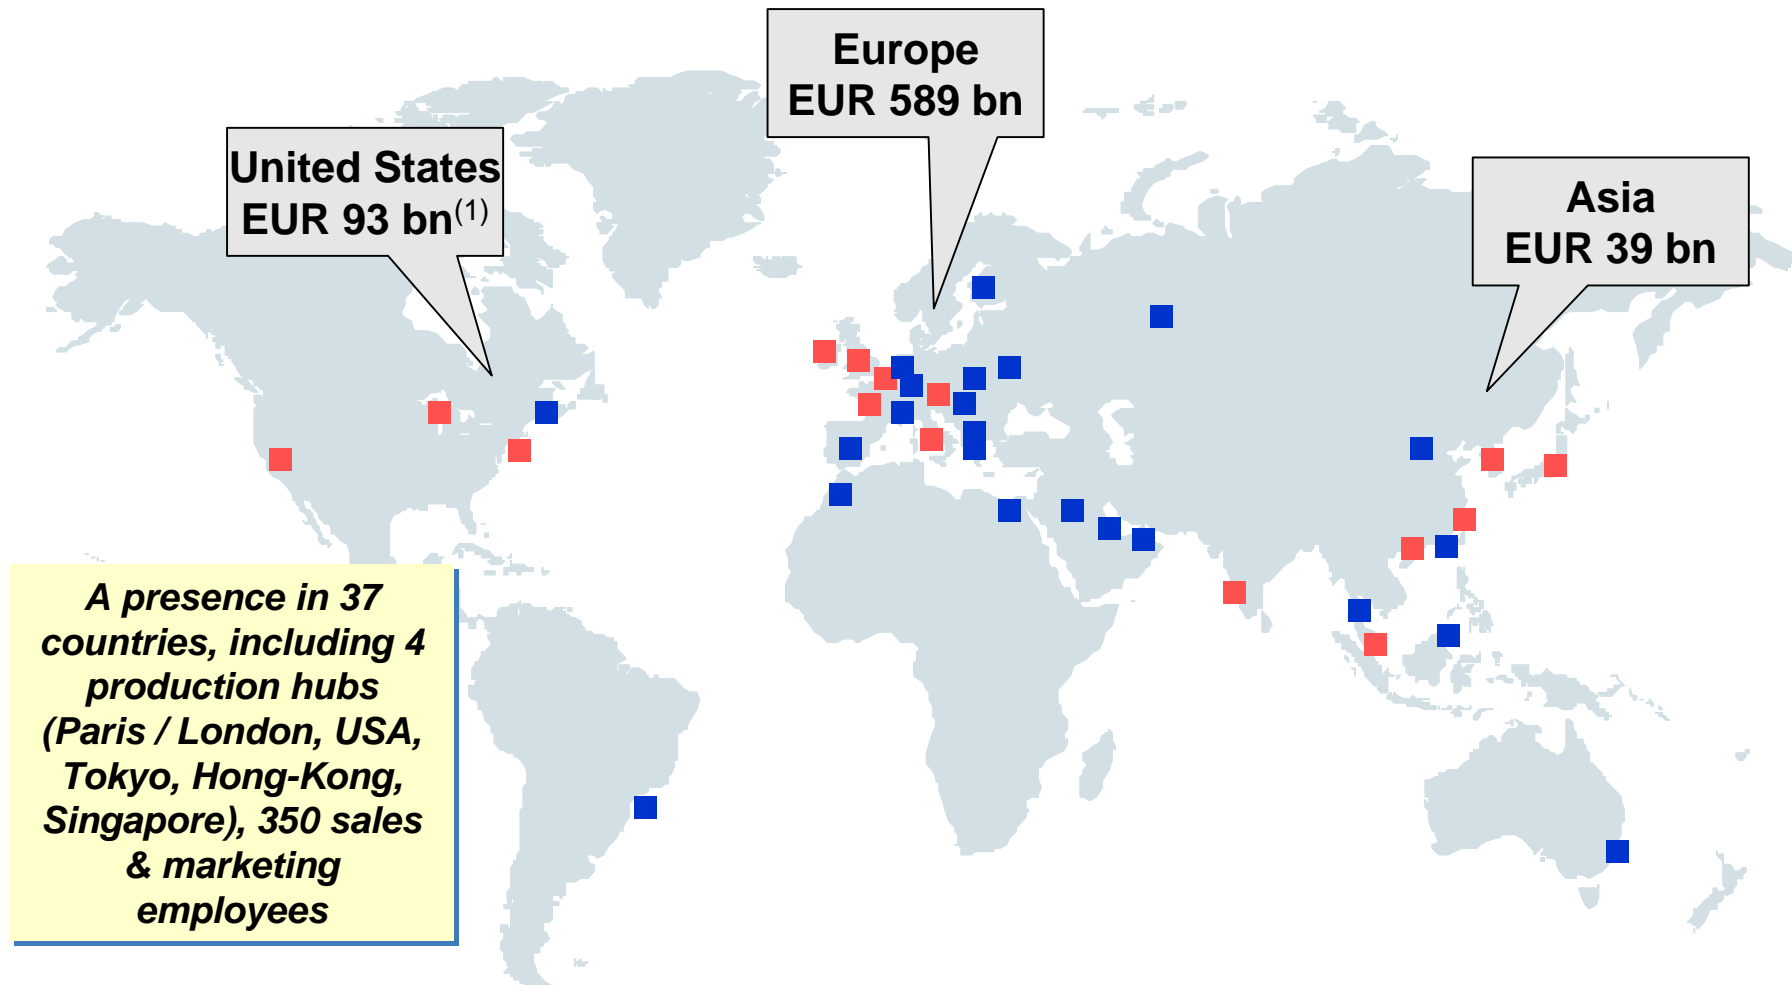 Europe
EUR 589 bn
United States
EUR 93 bn(1)
Asia
EUR 39 bn
A presence in 37
countries, including 4
production hubs
(Paris / London, USA,
Tokyo, Hong-Kong,
Singapore), 350 sales
& marketing
employees